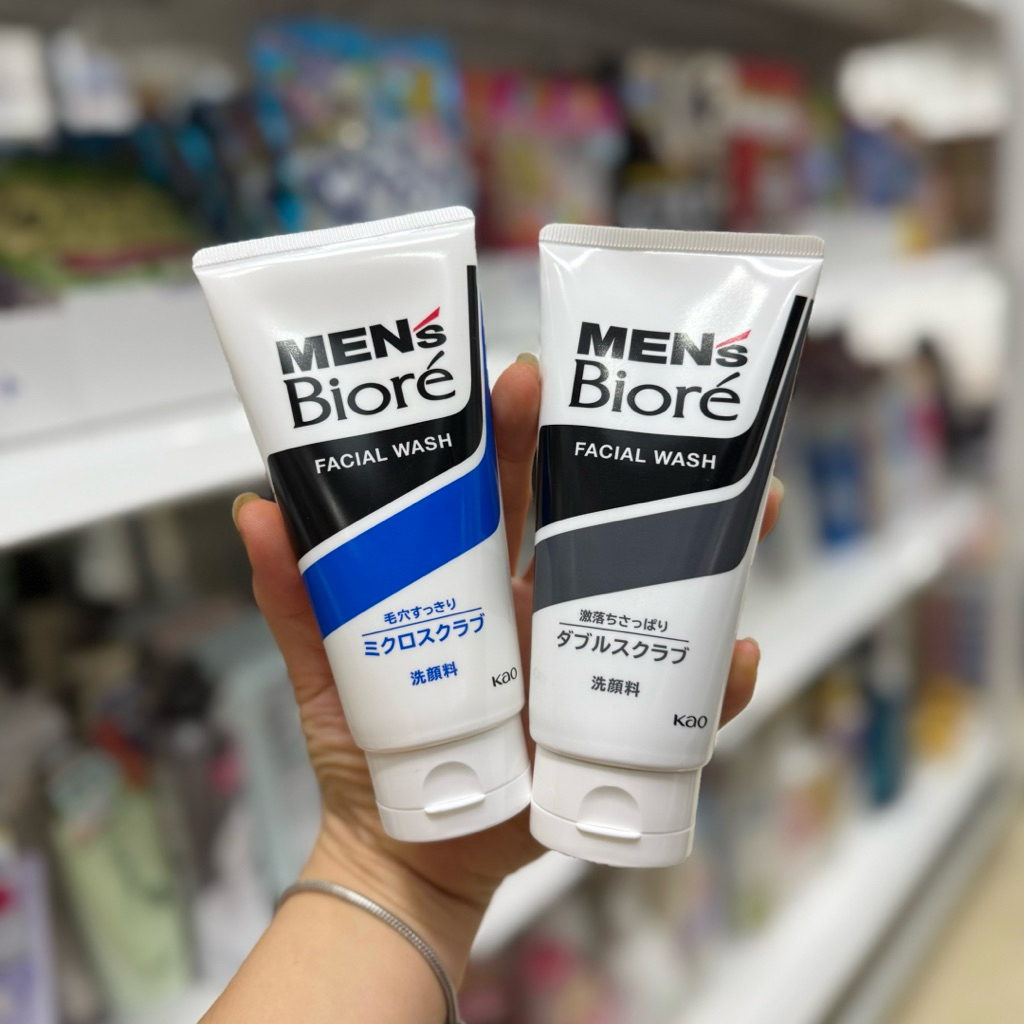 MEN's
Bioré
FACIAL WASH
毛穴すっきり
ミクロスクラブ
洗顔料
Kao
MEN's
Bioré
FACIAL WASH
激落ちさっぱり
ダブルスクラブ
洗顔料
Kao